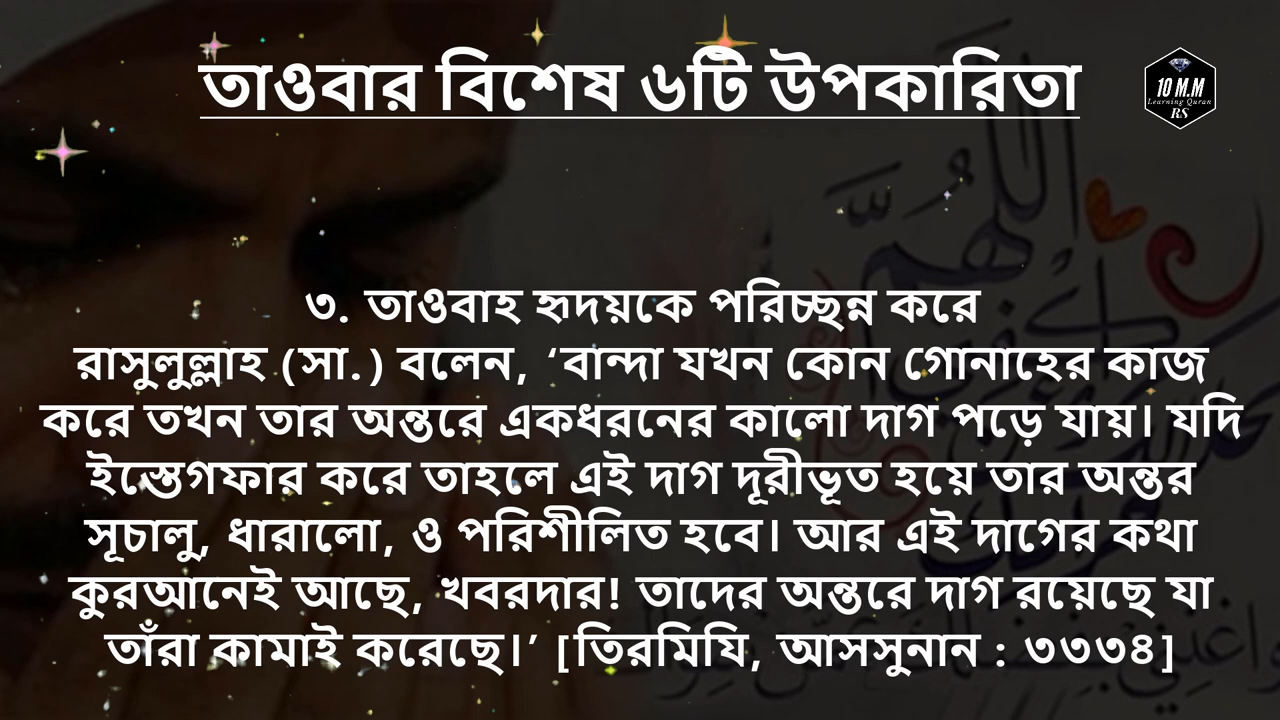 তাওবার বিশেষ ৬টি উপকারিতা
10 M.M
Learning Quran
RS
৩. তাওবাহ হৃদয়কে পরিচ্ছন্ন করে
রাসুলুল্লাহ (সা.) বলেন, ‘বান্দা যখন কোন গোনাহের কাজ
করে তখন তার অন্তরে একধরনের কালো দাগ পড়ে যায়। যদি
ইস্তেগফার করে তাহলে এই দাগ দূরীভূত হয়ে তার অন্তর
সূচালু, ধারালো, ও পরিশীলিত হবে। আর এই দাগের কথা
কুরআনেই আছে, খবরদার! তাদের অন্তরে দাগ রয়েছে যা
তাঁরা কামাই করেছে।’ [তিরমিযি, আসসুনান : ৩৩৩৪]
اللهم